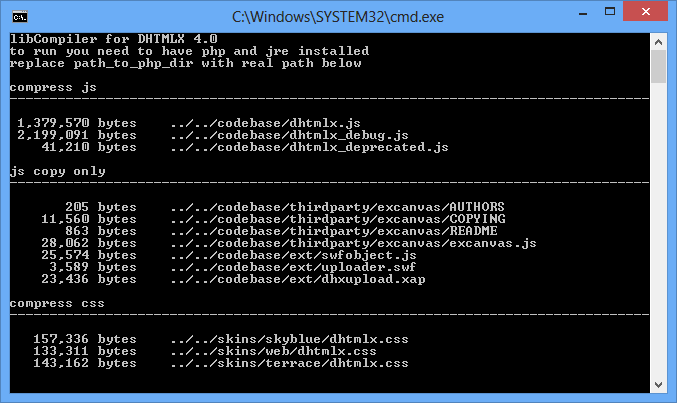 C:\Windows\SYSTEM32\cmd.exe
libCompiler for DHTMLX 4.0
to run you need to have php and jre installed
replace path_to_php_dir with real path below
compress js
1,379,570 bytes    ../../codebase/dhtmlx.js
2,199,091 bytes    ../../codebase/dhtmlx_debug.js
41,210 bytes    ../../codebase/dhtmlx_deprecated.js
js copy only
205 bytes    ../../codebase/thirdparty/excanvas/AUTHORS
11,560 bytes    ../../codebase/thirdparty/excanvas/COPYING
863 bytes    ../../codebase/thirdparty/excanvas/README
28,062 bytes    ../../codebase/thirdparty/excanvas/excanvas.js
25,574 bytes    ../../codebase/ext/swfobject.js
3,589 bytes    ../../codebase/ext/uploader.swf
23,436 bytes    ../../codebase/ext/dhxupload.xap
compress css
157,336 bytes    ../../skins/skyblue/dhtmlx.css
133,311 bytes    ../../skins/web/dhtmlx.css
143,162 bytes    ../../skins/terrace/dhtmlx.css